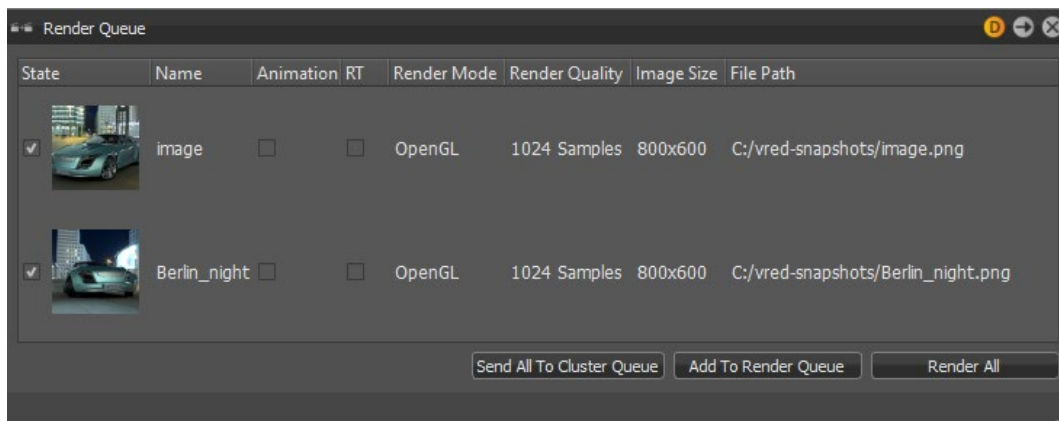 Render Queue D
State Name Animation RT Render Mode Render Quality Image Size File Path
image OpenGL 1024 Samples 800x600 C:/vred-snapshots/image.png
Berlin_night OpenGL 1024 Samples 800x600 C:/vred-snapshots/Berlin_night.png
Send All To Cluster Queue Add To Render Queue Render All